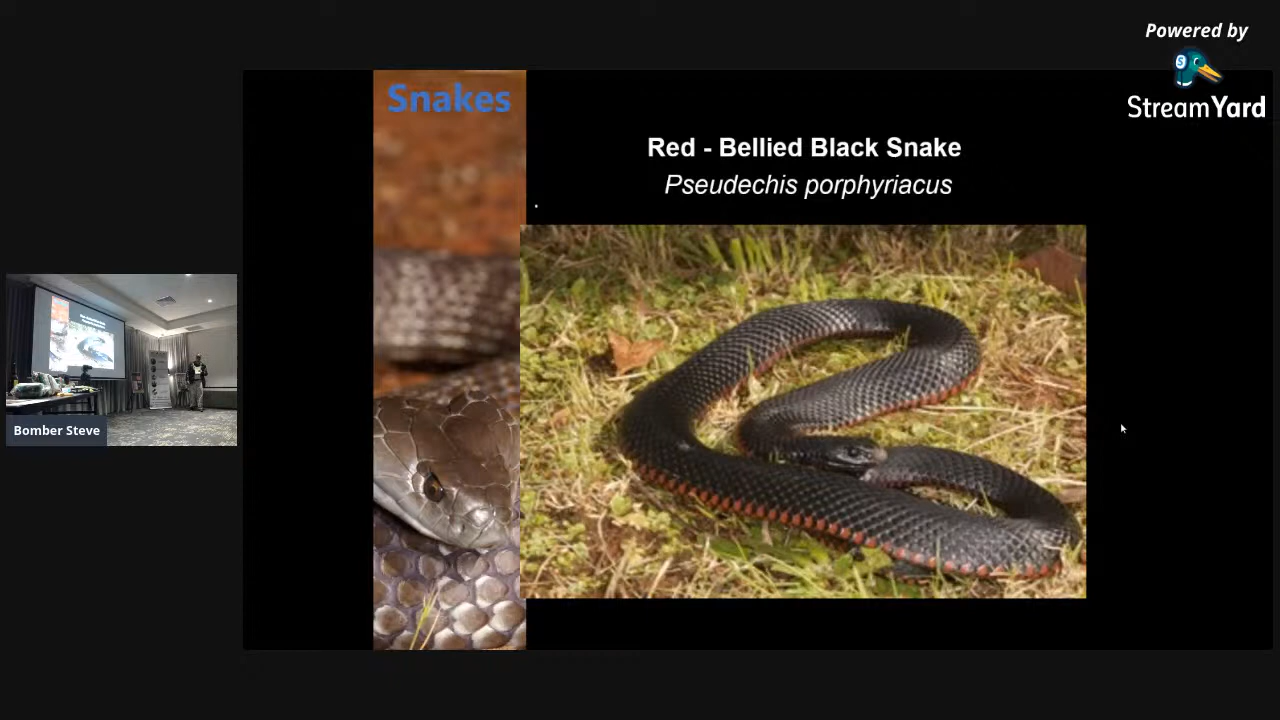 Powered by
StreamYard
Snakes
Red - Bellied Black Snake
Pseudechis porphyriacus
Bomber Steve